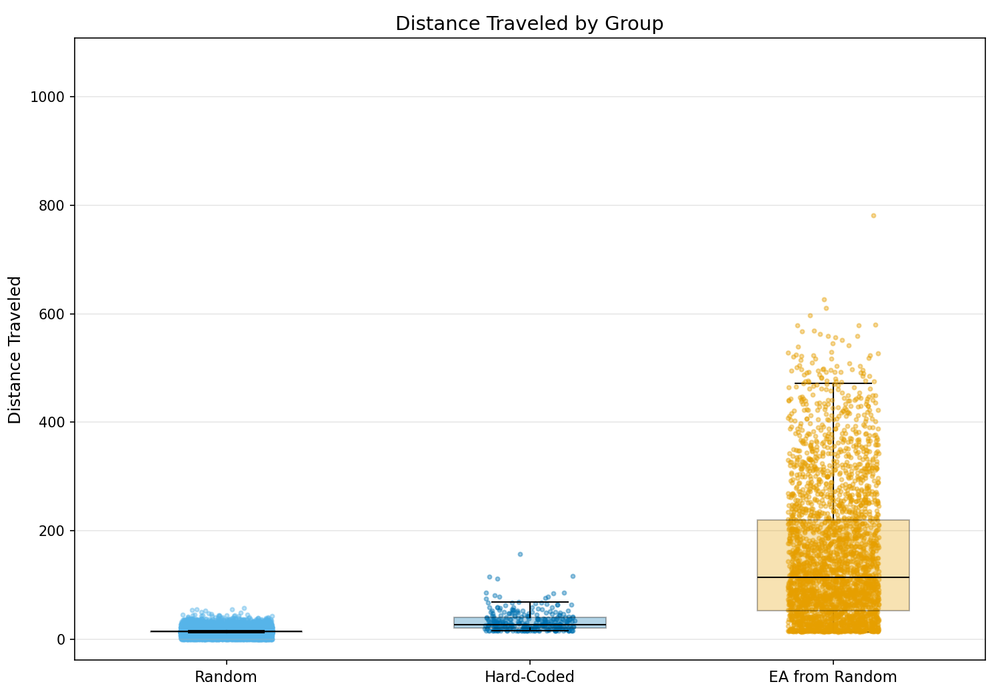 Distance Traveled by Group
Distance Traveled
1000
800
600
400
200
0
Random
Hard-Coded
EA from Random